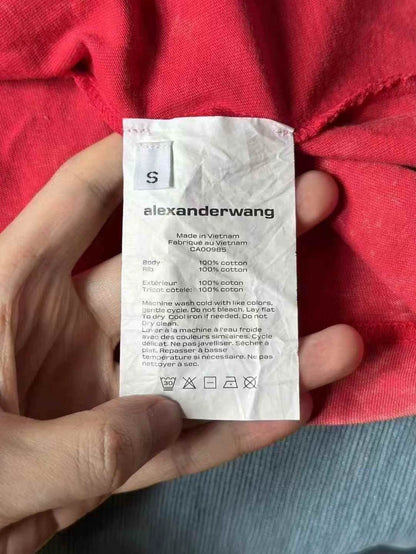 S
alexanderwang
Made in Vietnam
Fabriqué au Vietnam
CA00985
Body 100% cotton
Rib 100% cotton
Extérieur 100% coton
Tricot côtele: 100% coton
Machine wash cold with like colors,
gentle cycle. Do not bleach. Lay flat
To dry. Cool iron if needed. Do not
Dry clean.
Laver à la machine à l'eau froide
avec des couleurs similaires. Cycle
délicat. Ne pas javelliser. Sécher à
plat. Repasser à basse
température si nécessaire. Ne pas
nettoyer à sec.
30